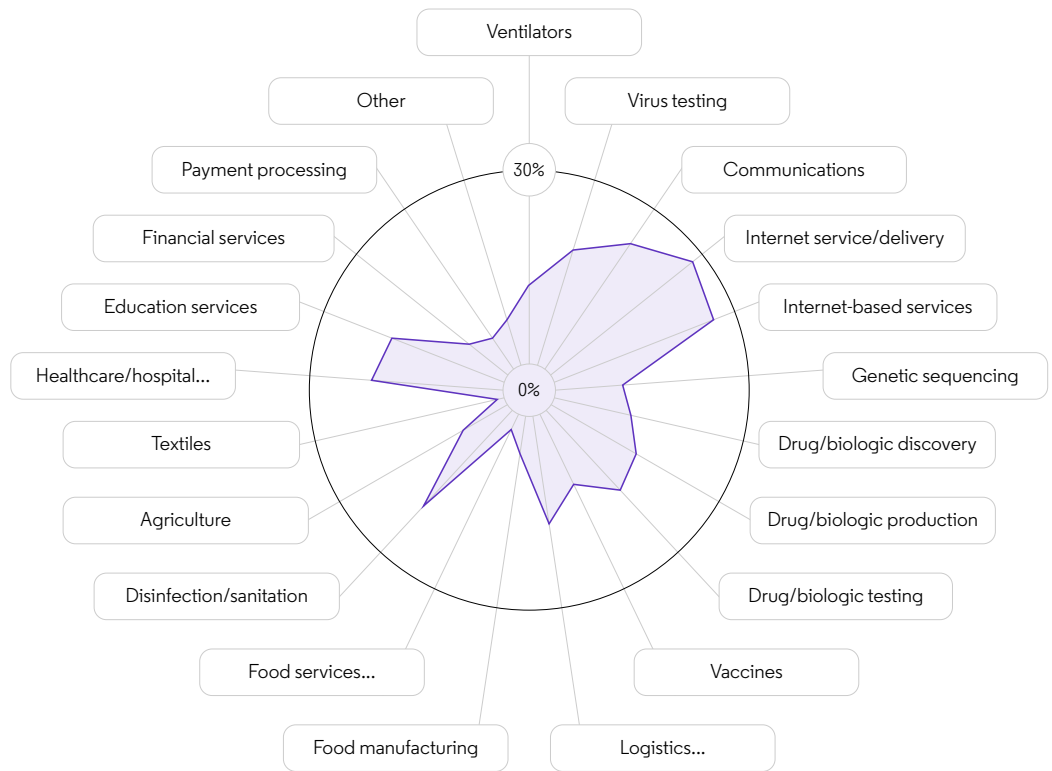 Ventilators
Other
Virus testing
Payment processing
30%
Communications
Financial services
Internet service/delivery
Education services
Internet-based services
Healthcare/hospital...
0%
Genetic sequencing
Textiles
Drug/biologic discovery
Agriculture
Drug/biologic production
Disinfection/sanitation
Drug/biologic testing
Food services...
Vaccines
Food manufacturing
Logistics...